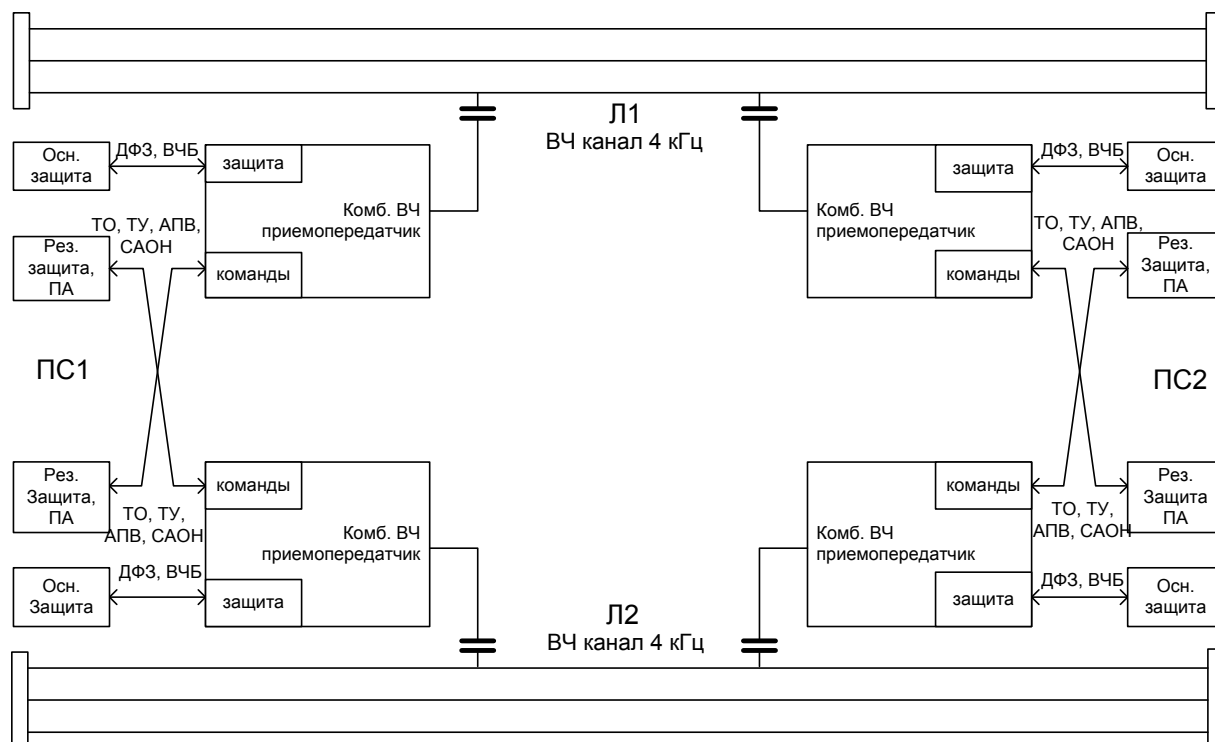 Л1
ВЧ канал 4 кГц
Осн.
защита
ДФЗ, ВЧБ
защита
Комб. ВЧ
приемопередатчик
ТО, ТУ, АПВ,
САОН
Рез.
защита,
ПА
команды
защита
Комб. ВЧ
приемопередатчик
команды
ДФЗ, ВЧБ
Осн.
защита
ТО, ТУ, АПВ,
САОН
Рез.
Защита,
ПА
ПС1
ПС2
Рез.
Защита,
ПА
команды
ТО, ТУ,
АПВ, САОН
Комб. ВЧ
приемопередатчик
Осн.
Защита
ДФЗ, ВЧБ
защита
команды
Комб. ВЧ
приемопередатчик
защита
Рез.
Защита
ПА
ТО, ТУ,
АПВ, САОН
ДФЗ, ВЧБ
Осн.
защита
Л2
ВЧ канал 4 кГц